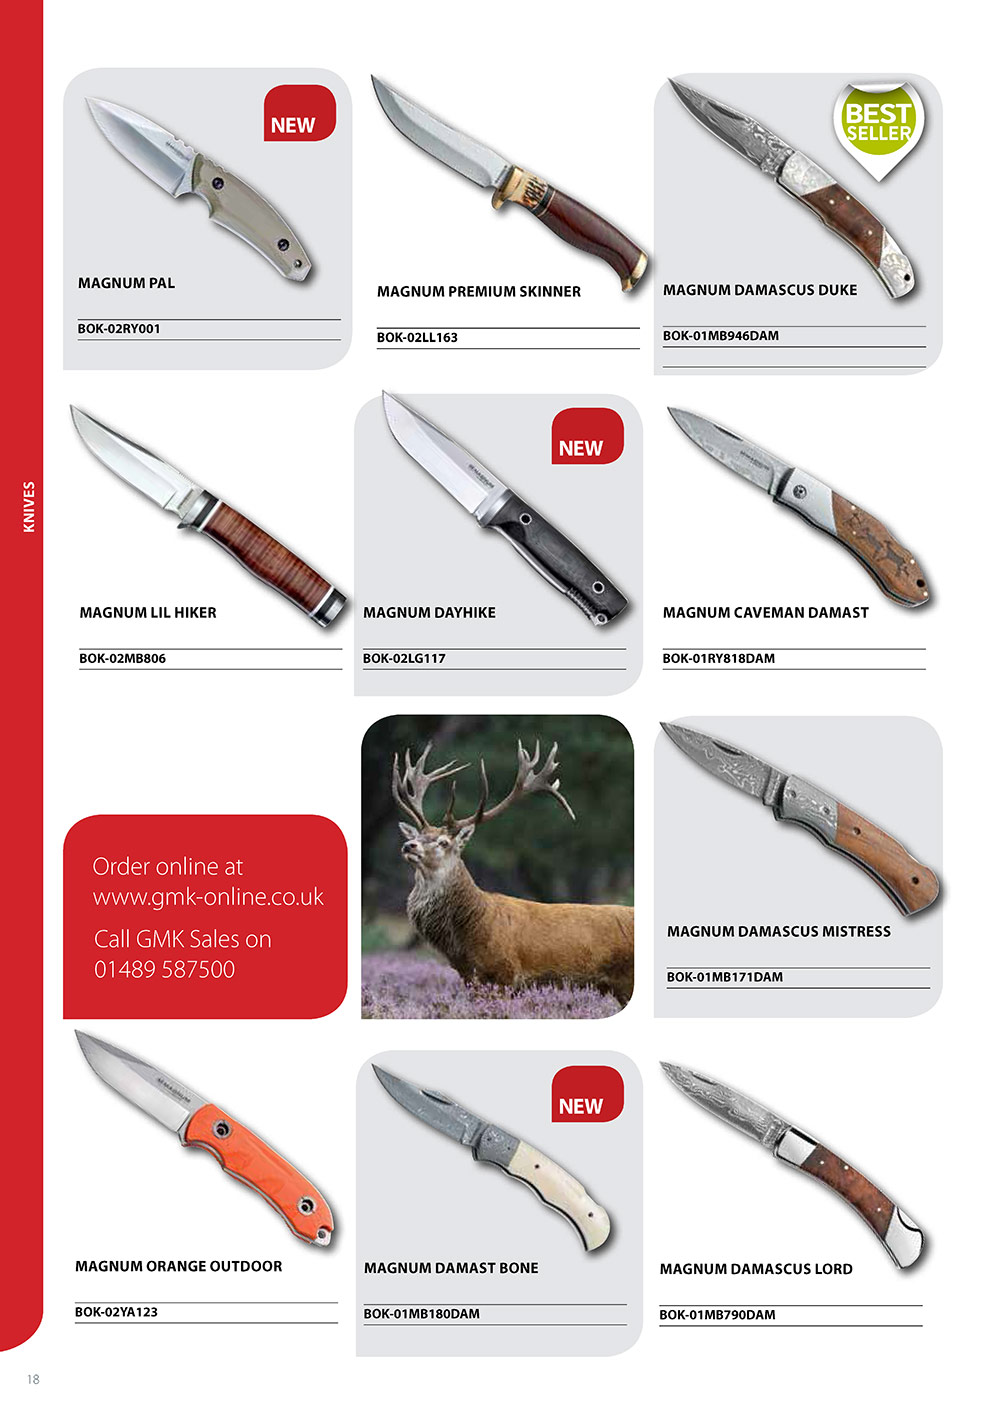 NEW
MAGNUM PAL
BOK-02RY001
MAGNUM PREMIUM SKINNER
BOK-02LL163
BEST
SELLER
MAGNUM DAMASCUS DUKE
BOK-01MB946DAM
KNIVES
MAGNUM LIL HIKER
BOK-02MB806
NEW
MAGNUM
MAGNUM DAYHIKE
BOK-02LG117
MAGNUM CAVEMAN DAMAST
BOK-01RY818DAM
Order online at
www.gmk-online.co.uk
Call GMK Sales on
01489 587500
MAGNUM DAMASCUS MISTRESS
BOK-01MB171DAM
MAGNUM
MAGNUM ORANGE OUTDOOR
BOK-02YA123
NEW
MAGNUM DAMAST BONE
BOK-01MB180DAM
MAGNUM DAMASCUS LORD
BOK-01MB790DAM
18